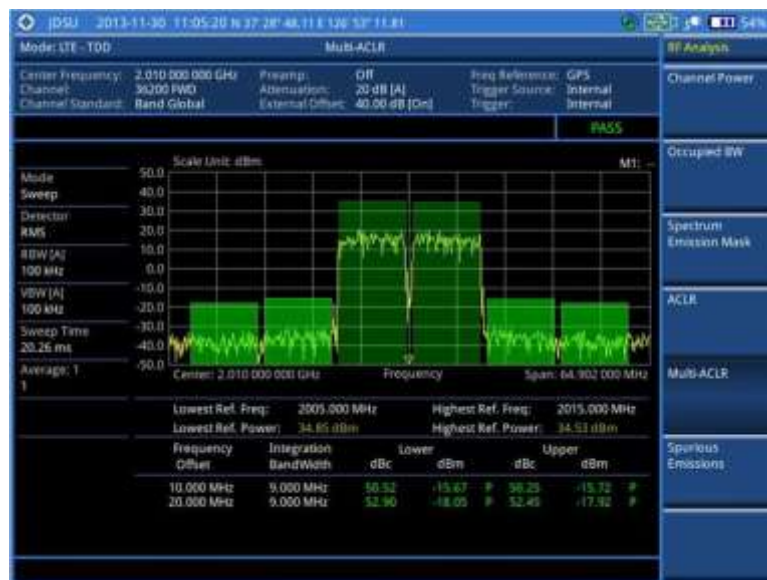 JDSU 2013-11-30 11:05:20 N 37° 28' 48.11 E 126° 53' 11.81 54%
Mode: LTE - TDD Multi-ACLR
RF Analysis
Center Frequency: 2.010 000 000 GHz Preamp: Off Freq Reference: GPS
Channel: 36200 FWD Attenuation: 20 dB [A] Trigger Source: Internal
Channel Standard: Band Global External Offset: 40.00 dB [On] Trigger: Internal
PASS
Channel Power
Occupied BW
Spectrum
Emission Mask
ACLR
Multi-ACLR
Spurious
Emissions
Mode
Sweep
Detector
RMS
RBW [A]
100 kHz
VBW [A]
100 kHz
Sweep Time
20.26 ms
Average: 1
1
Scale Unit: dBm M1: --
50.0
40.0
30.0
20.0
10.0
0.0
-10.0
-20.0
-30.0
-40.0
-50.0
Center: 2.010 000 000 GHz Frequency Span: 64.902 000 MHz
Lowest Ref. Freq: 2005.000 MHz Highest Ref. Freq: 2015.000 MHz
Lowest Ref. Power: 34.85 dBm Highest Ref. Power: 34.53 dBm
Frequency Integration Lower Upper
Offset BandWidth dBc dBm dBc dBm
10.000 MHz 9.000 MHz 50.52 -15.67 P 50.25 -15.72 P
20.000 MHz 9.000 MHz 52.90 -18.05 P 52.45 -17.92 P